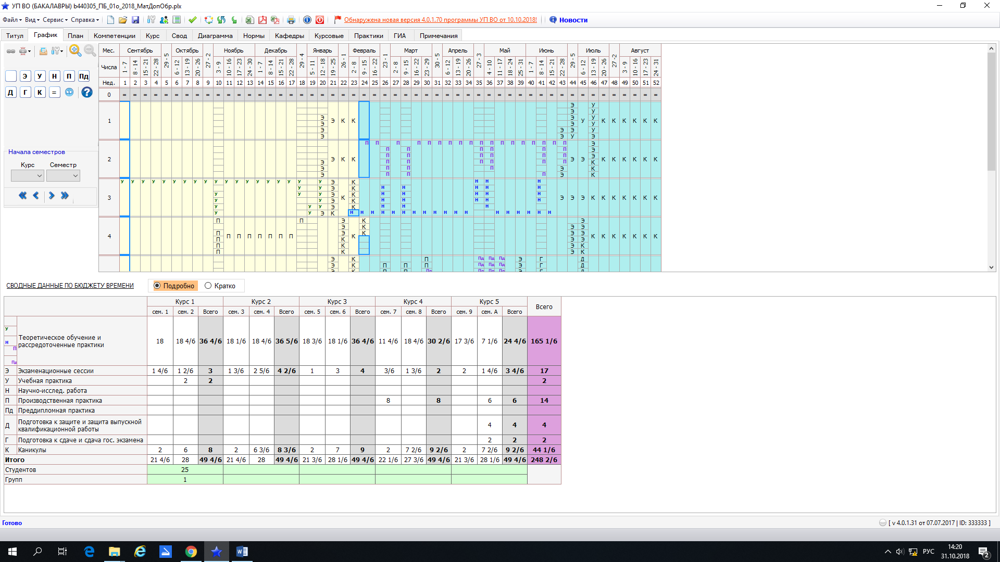 УП ВО (БАКАЛАВРЫ) b440305_ПБ_01о_2018_МатДопОбр.plx
Файл Вид Сервис Справка Обнаружена новая версия 4.0.1.70 программы УП ВО от 10.10.2018! Новости
Титул График План Компетенции Курс Свод Диаграмма Нормы Кафедры Курсовые Практики ГИА Примечания
Э У Н П Пд
Д Г К =
Начала семестров
Курс Семестр
Мес. Сентябрь 29 - 5 Октябрь 27 - 2 Ноябрь Декабрь 29 - 4 Январь 26 - 1 Февраль 23 - 1 Март 30 - 5 Апрель 27 - 3 Май Июнь 29 - 5 Июль 27 - 2 Август
Числа 1 - 7 8 - 14 15 - 21 22 - 28 6 - 12 13 - 19 20 - 26 3 - 9 10 - 16 17 - 23 24 - 30 1 - 7 8 - 14 15 - 21 22 - 28 5 - 11 12 - 18 19 - 25 2 - 8 9 - 15 16 - 22 2 - 8 9 - 15 16 - 22 23 - 29 6 - 12 13 - 19 20 - 26 4 - 10 11 - 17 18 - 24 25 - 31 1 - 7 8 - 14 15 - 21 22 - 28 6 - 12 13 - 19 20 - 26 3 - 9 10 - 16 17 - 23 24 - 31
Нед. 1 2 3 4 5 6 7 8 9 10 11 12 13 14 15 16 17 18 19 20 21 22 23 24 25 26 27 28 29 30 31 32 33 34 35 36 37 38 39 40 41 42 43 44 45 46 47 48 49 50 51 52
0 = = = = = = = = = = = = = = = = = = = = = = = = = = = = = = = = = = = = = = = = = = = = = = = = = = = =
1 Э Э Э Э Э К К Э Э Э Э Э Э Э У У У У У У Э К К К К К К
2 Э Э Э Э К К П П П П П П П П Э Э Э Э Э Э К К К К К К К К К
3 У У У У У У У У У У У У У У У У У Э К К Н Н Н Н Э Э Э К К К К К К К
4 П П П П П П П П П П П П Э Э Э К К К К К К К Э Э Э Э Э Э Э Э Э К К К К К К К К К
СВОДНЫЕ ДАННЫЕ ПО БЮДЖЕТУ ВРЕМЕНИ Подробно Кратко
Курс 1 Курс 2 Курс 3 Курс 4 Курс 5 Всего
сем. 1 сем. 2 Всего сем. 3 сем. 4 Всего сем. 5 сем. 6 Всего сем. 7 сем. 8 Всего сем. 9 сем. А Всего
У Н П Пд Теоретическое обучение и рассредоточенные практики 18 18 4/6 36 4/6 18 1/6 18 4/6 36 5/6 18 3/6 18 1/6 36 4/6 11 4/6 18 4/6 30 2/6 17 3/6 7 1/6 24 4/6 165 1/6
Э Экзаменационные сессии 1 4/6 1 2/6 3 1 3/6 2 5/6 4 2/6 1 3 4 3/6 1 3/6 2 2 1 4/6 3 4/6 17
У Учебная практика 2 2 2
Н Научно-исслед. работа
П Производственная практика 8 8 6 6 14
Пд Преддипломная практика
Д Подготовка к защите и защита выпускной квалификационной работы 4 4 4
Г Подготовка к сдаче и сдача гос. экзамена 2 2 2
К Каникулы 2 6 8 2 6 3/6 8 3/6 2 7 9 2 7 2/6 9 2/6 2 7 2/6 9 2/6 44 1/6
Итого 21 4/6 28 49 4/6 21 4/6 28 49 4/6 21 3/6 28 1/6 49 4/6 22 1/6 27 3/6 49 4/6 21 3/6 28 1/6 49 4/6 248 2/6
Студентов 25
Групп 1
Готово [ v 4.0.1.31 от 07.07.2017 | ID: 333333 ]
РУС 14:20
31.10.2018 2